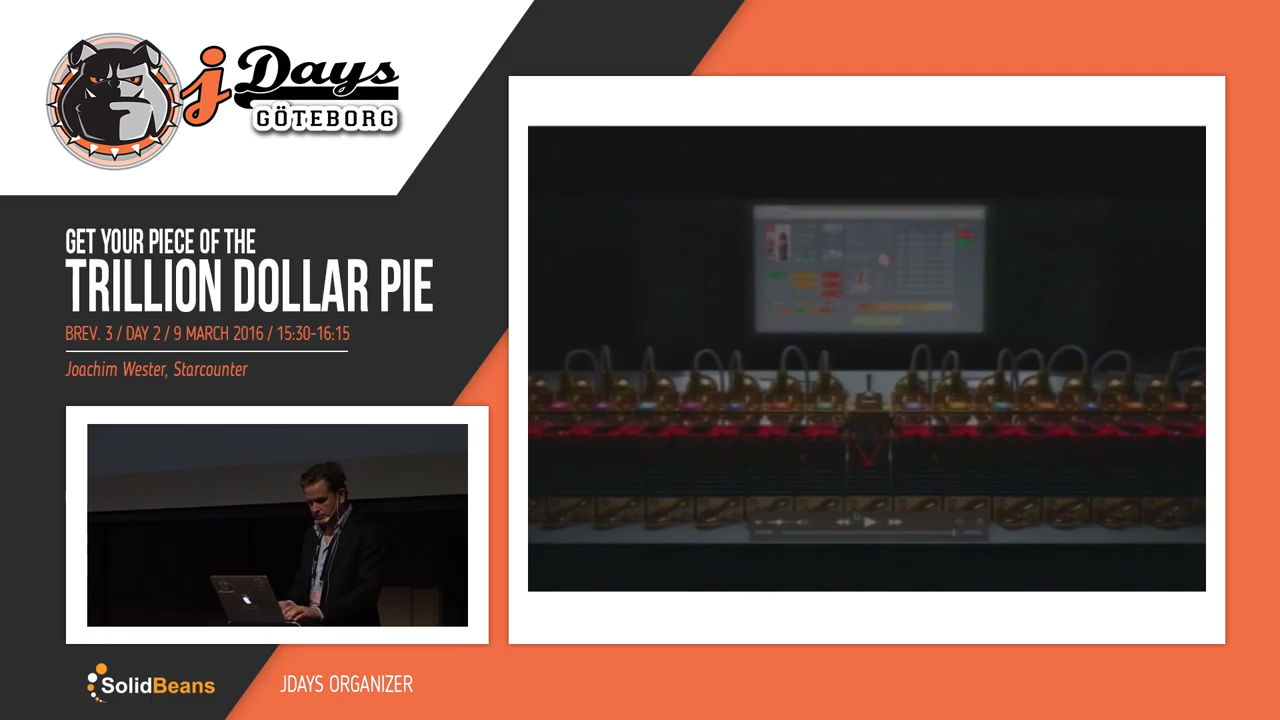 jDays
GÖTEBORG
GET YOUR PIECE OF THE
TRILLION DOLLAR PIE
BREV. 3 / DAY 2 / 9 MARCH 2016 / 15:30-16:15
Joachim Wester, Starcounter
SolidBeans
JDAYS ORGANIZER